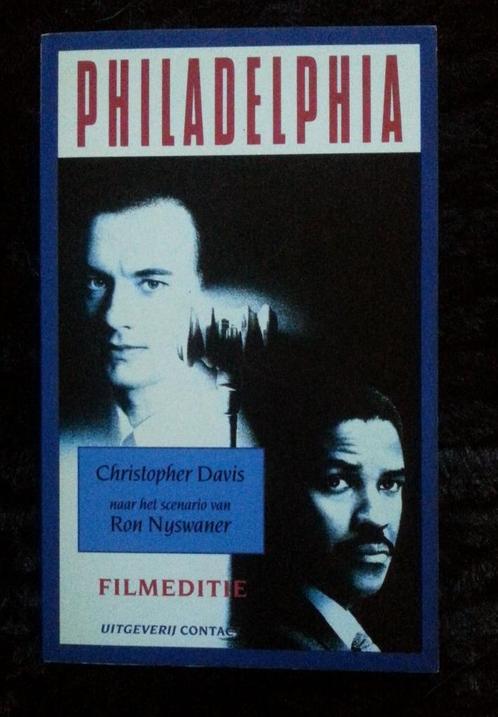 PHILADELPHIA
Christopher Davis
naar het scenario van
Ron Nyswaner
FILMEDITIE
UITGEVERIJ CONTAC